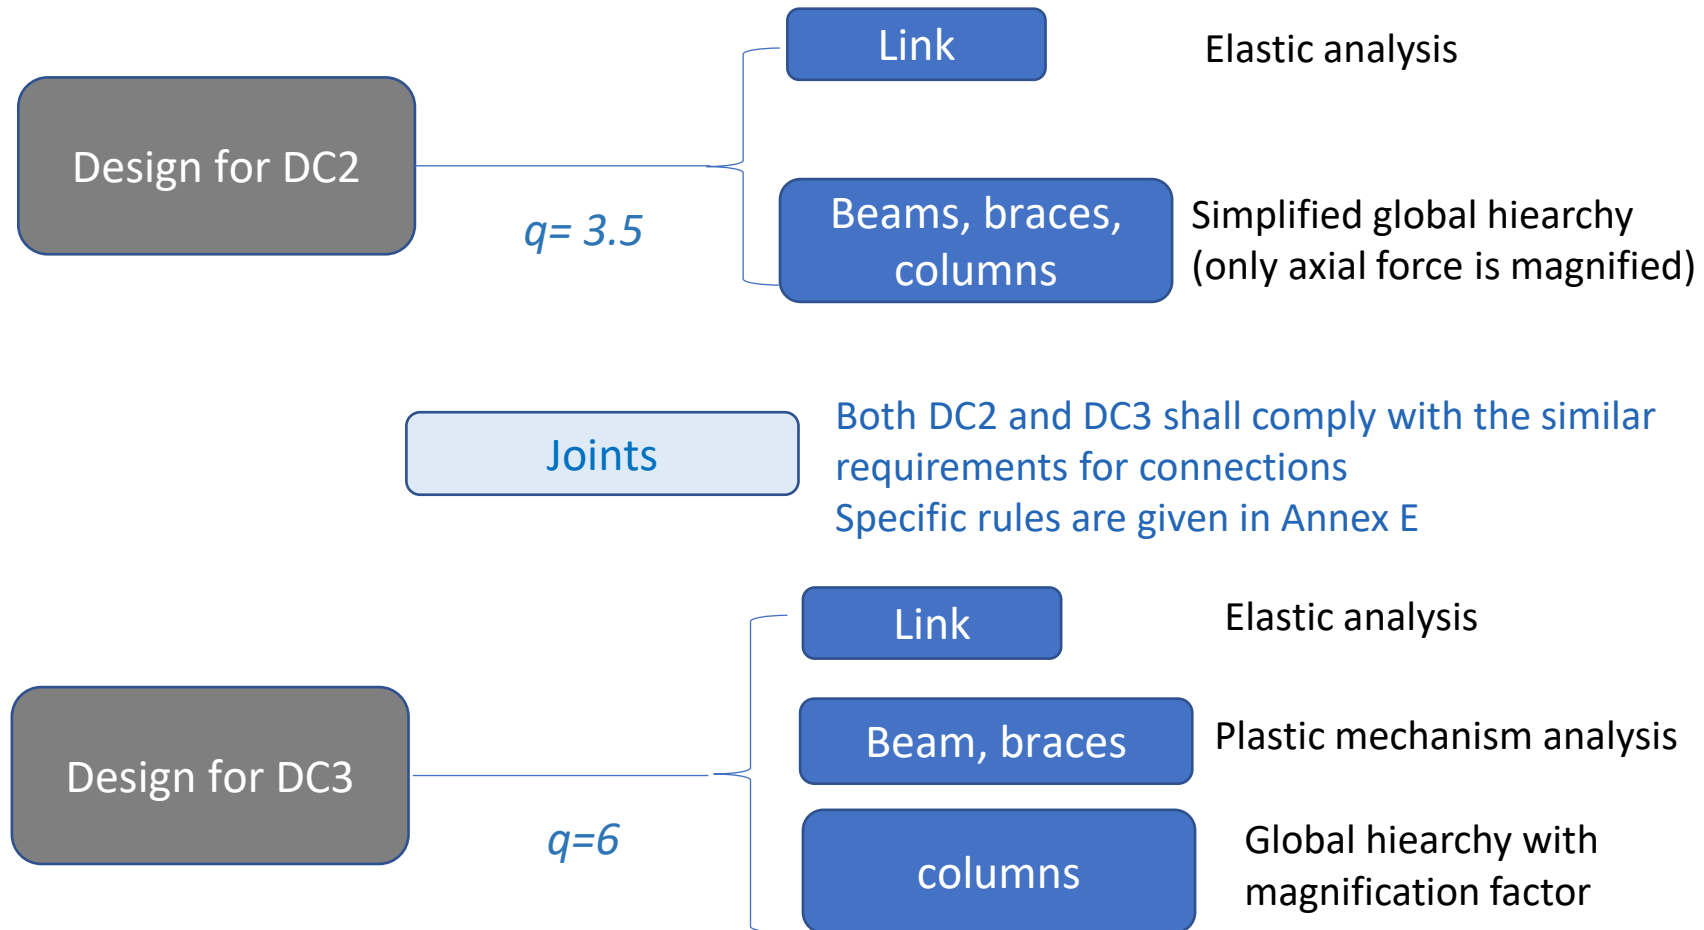 Link
Elastic analysis
Design for DC2
q= 3.5
Beams, braces,
columns
Simplified global hiearchy
(only axial force is magnified)
Joints
Both DC2 and DC3 shall comply with the similar
requirements for connections
Specific rules are given in Annex E
Link
Elastic analysis
Design for DC3
q=6
Beam, braces
Plastic mechanism analysis
columns
Global hiearchy with
magnification factor